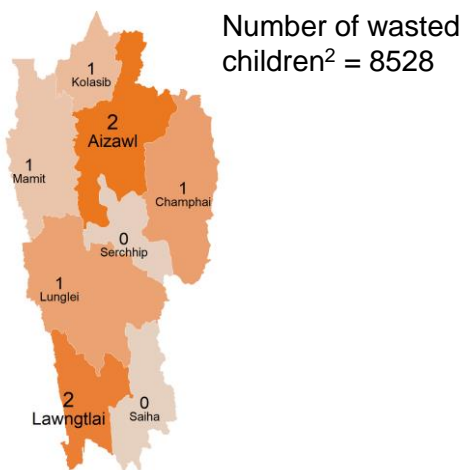 Number of wasted
children² = 8528
1
Kolasib
2
Aizawl
1
Mamit
1
Champhai
0
Serchhip
1
Lunglei
2
Lawngtlai
0
Saiha